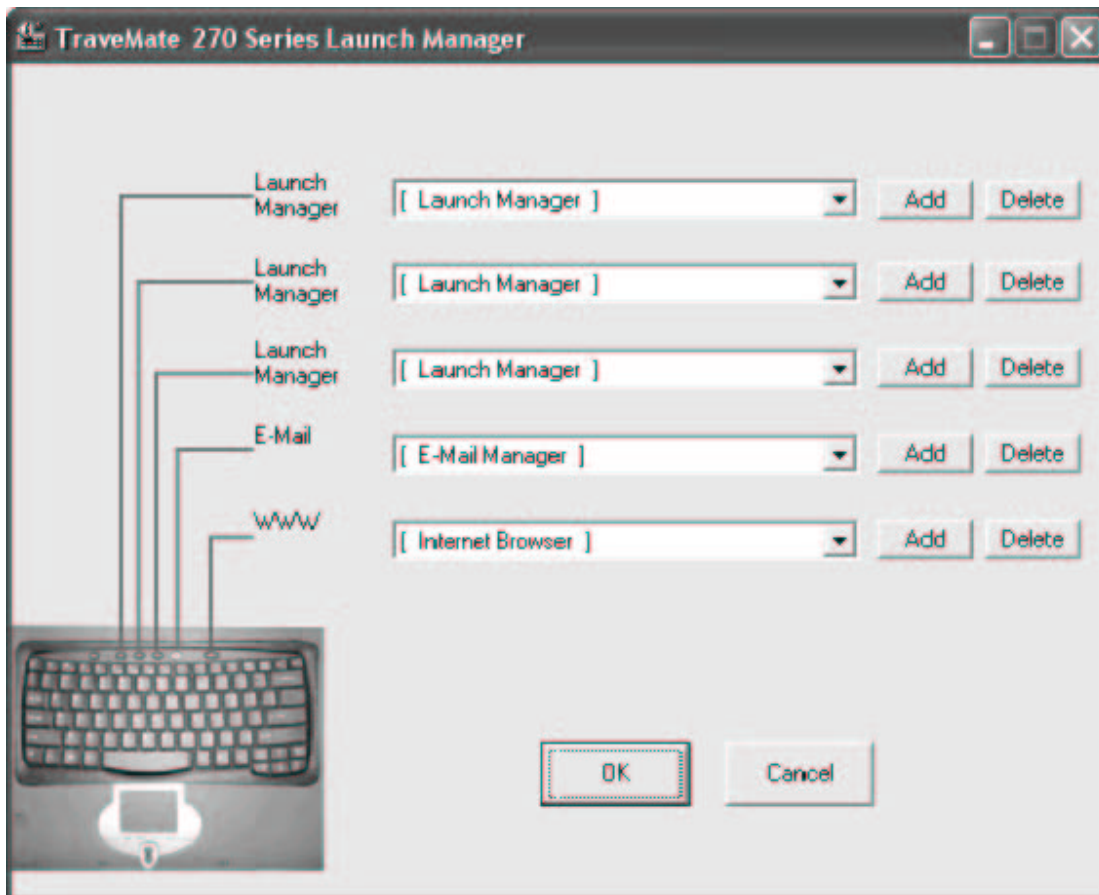 TraveMate 270 Series Launch Manager
Launch
Manager
[ Launch Manager ]
Add
Delete
Launch
Manager
[ Launch Manager ]
Add
Delete
Launch
Manager
[ Launch Manager ]
Add
Delete
E-Mail
[ E-Mail Manager ]
Add
Delete
WWW
[ Internet Browser ]
Add
Delete
OK
Cancel